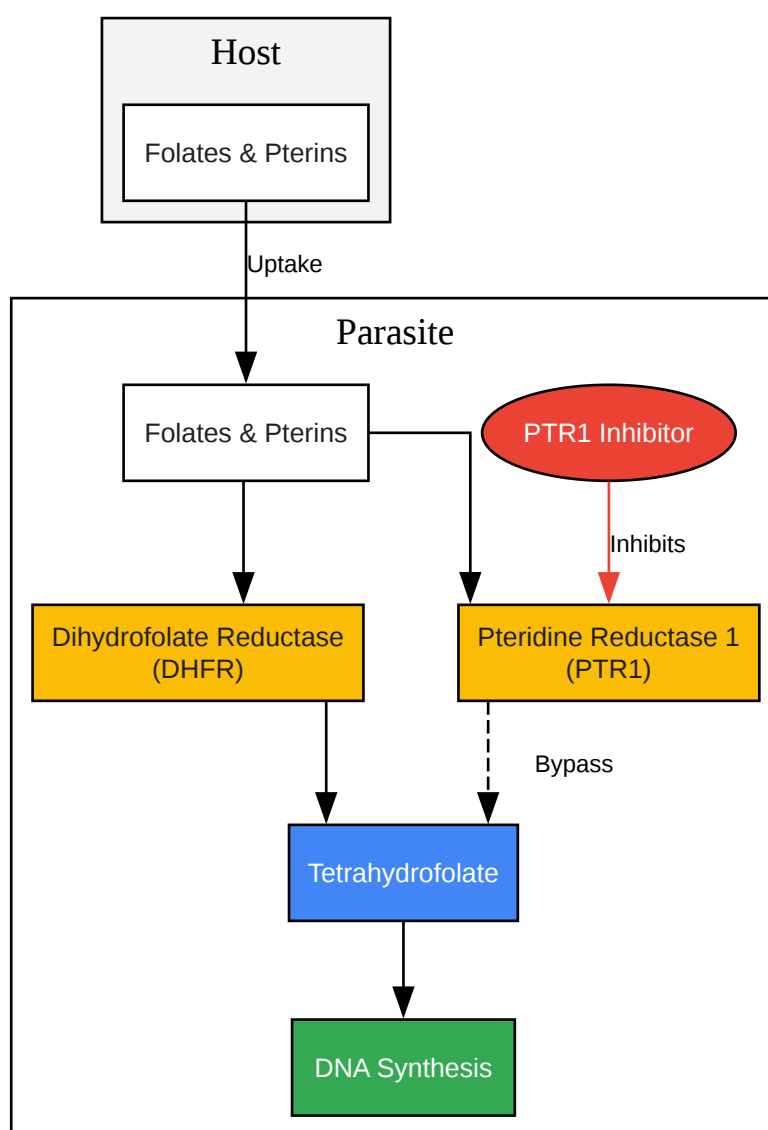 Host
Folates & Pterins
Uptake
Parasite
Folates & Pterins
PTR1 Inhibitor
Inhibits
Dihydrofolate Reductase
(DHFR)
Pteridine Reductase 1
(PTR1)
Bypass
Tetrahydrofolate
DNA Synthesis